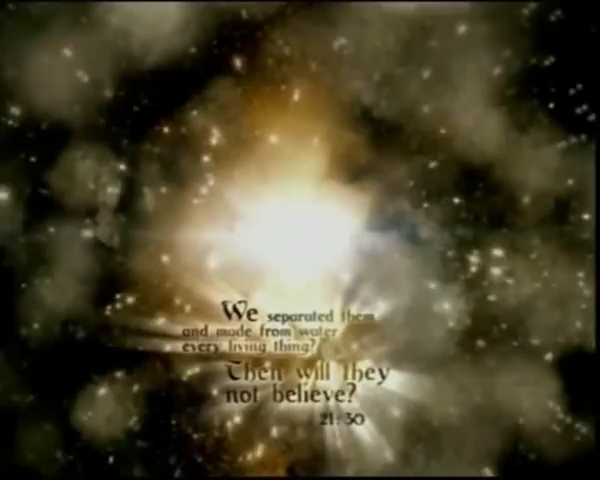 We separated them
and made from water
every living thing?
Then will they
not believe?
21:30